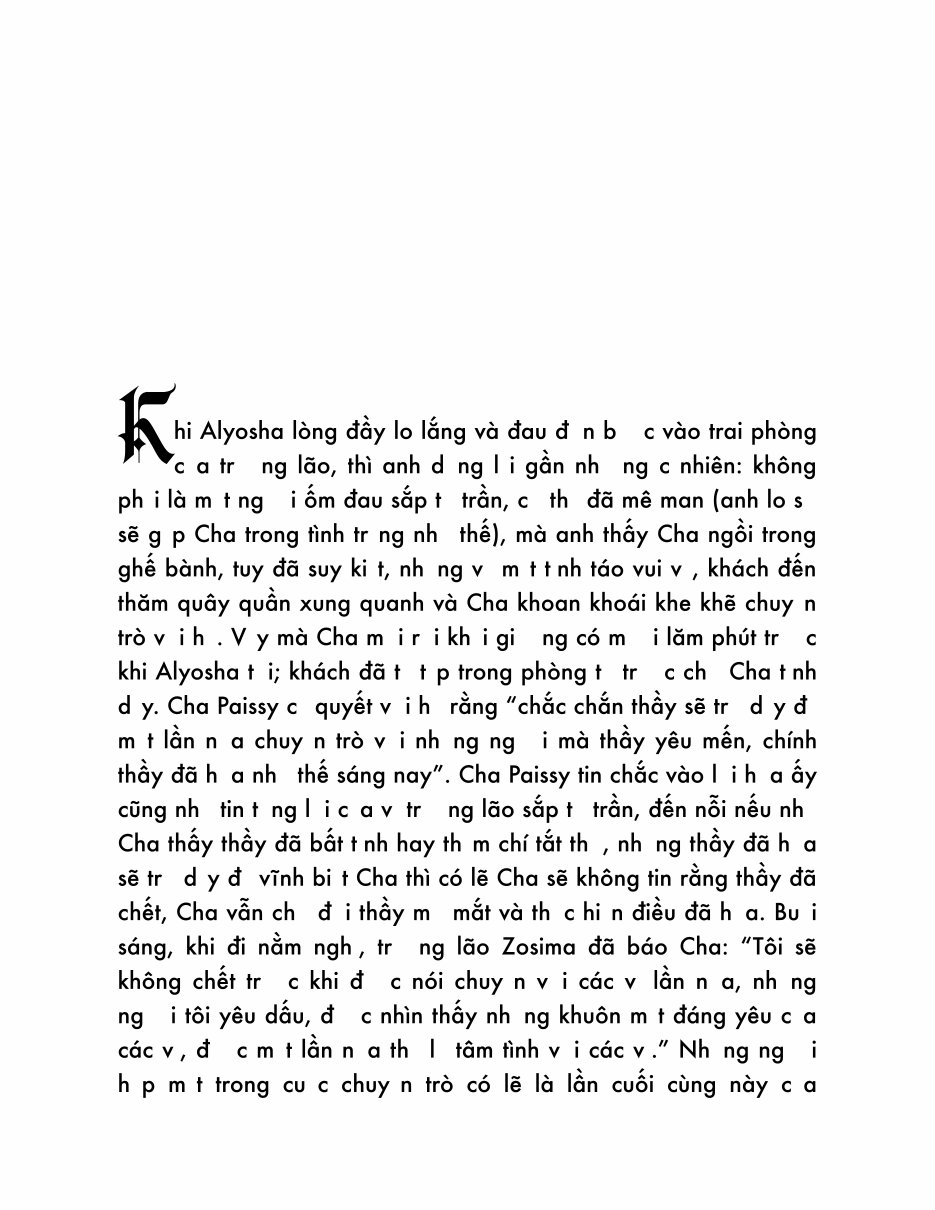 Khi Alyosha lòng đầy lo lắng và đau đ n b c vào trai phòng
c a tr ng lão, thì anh d ng l i gần nh ng c nhiên: không
ph i là m t ng i ốm đau sắp t trần, c th đã mê man (anh lo s
sẽ g p Cha trong tình tr ng nh thế), mà anh thấy Cha ngồi trong
ghế bành, tuy đã suy ki t, nh ng v m t t nh táo vui v , khách đến
thăm quây quần xung quanh và Cha khoan khoái khe khẽ chuy n
trò v i h . V y mà Cha m i r i kh i gi ng có m i lăm phút tr c
khi Alyosha t i; khách đã t t p trong phòng t tr c ch Cha t nh
d y. Cha Paissy c quyết v i h rằng “chắc chắn thầy sẽ tr d y đ
m t lần n a chuy n trò v i nh ng ng i mà thầy yêu mến, chính
thầy đã h a nh thế sáng nay”. Cha Paissy tin chắc vào l i h a ấy
cũng nh tin t ng l i c a v tr ng lão sắp t trần, đến nỗi nếu nh
Cha thấy thầy đã bất t nh hay th m chí tắt th , nh ng thầy đã h a
sẽ tr d y đ vĩnh bi t Cha thì có lẽ Cha sẽ không tin rằng thầy đã
chết, Cha vẫn ch đ i thầy m mắt và th c hi n điều đã h a. Bu i
sáng, khi đi nằm ngh , tr ng lão Zosima đã báo Cha: “Tôi sẽ
không chết tr c khi đ c nói chuy n v i các v lần n a, nh ng
ng i tôi yêu dấu, đ c nhìn thấy nh ng khuôn m t đáng yêu c a
các v , đ c m t lần n a th l tâm tình v i các v .” Nh ng ng i
h p m t trong cu c chuy n trò có lẽ là lần cuối cùng này c a